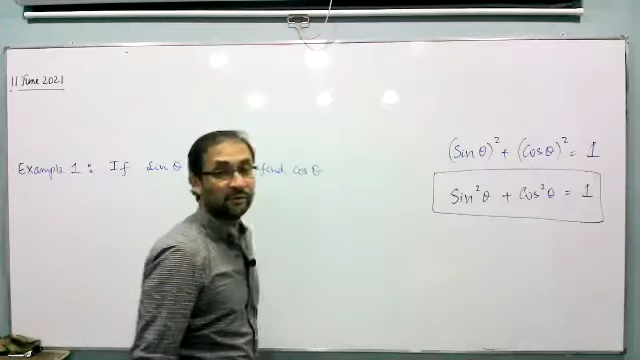 11 June 2021
(Sin θ)² + (Cos θ)² = 1
Example 1 : If Sin θ find cos θ
Sin²θ + Cos²θ = 1